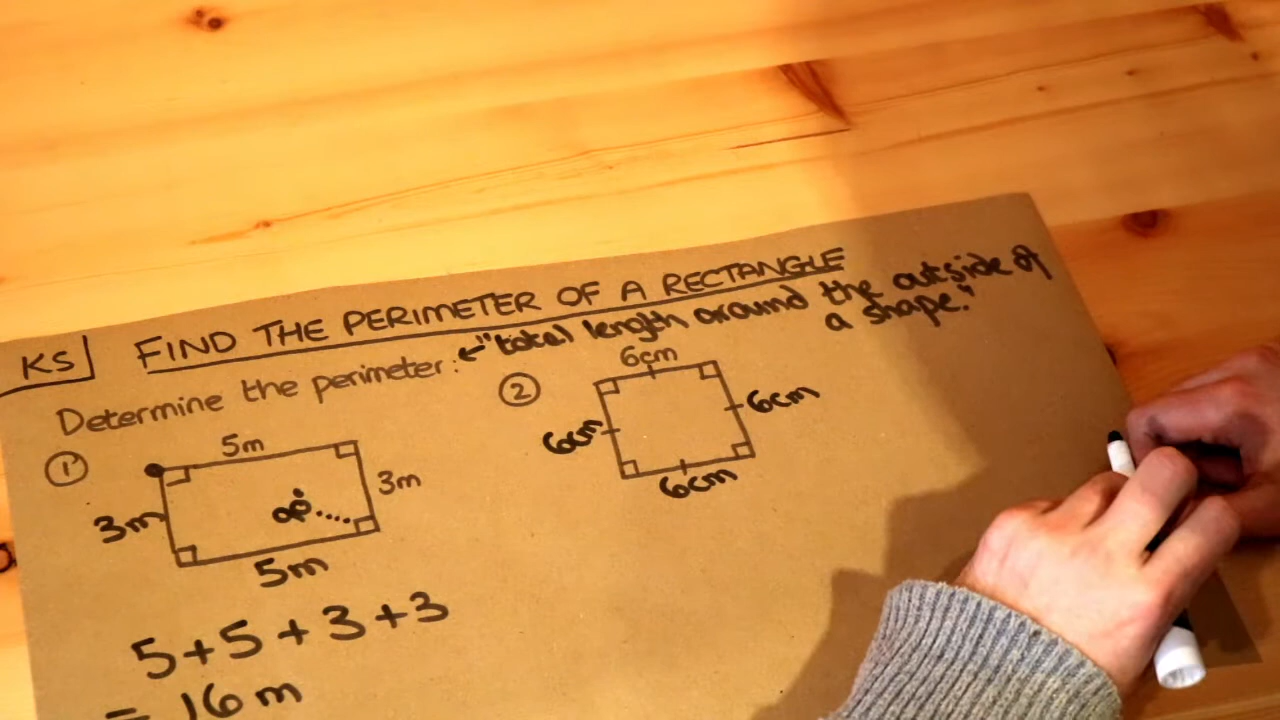 KS
FIND THE PERIMETER OF A RECTANGLE
Determine the perimeter: ← "total length around the outside of
a shape."
①
5m
3m
3m
5m
5+5+3+3
= 16m
②
6cm
6cm
6cm
6cm